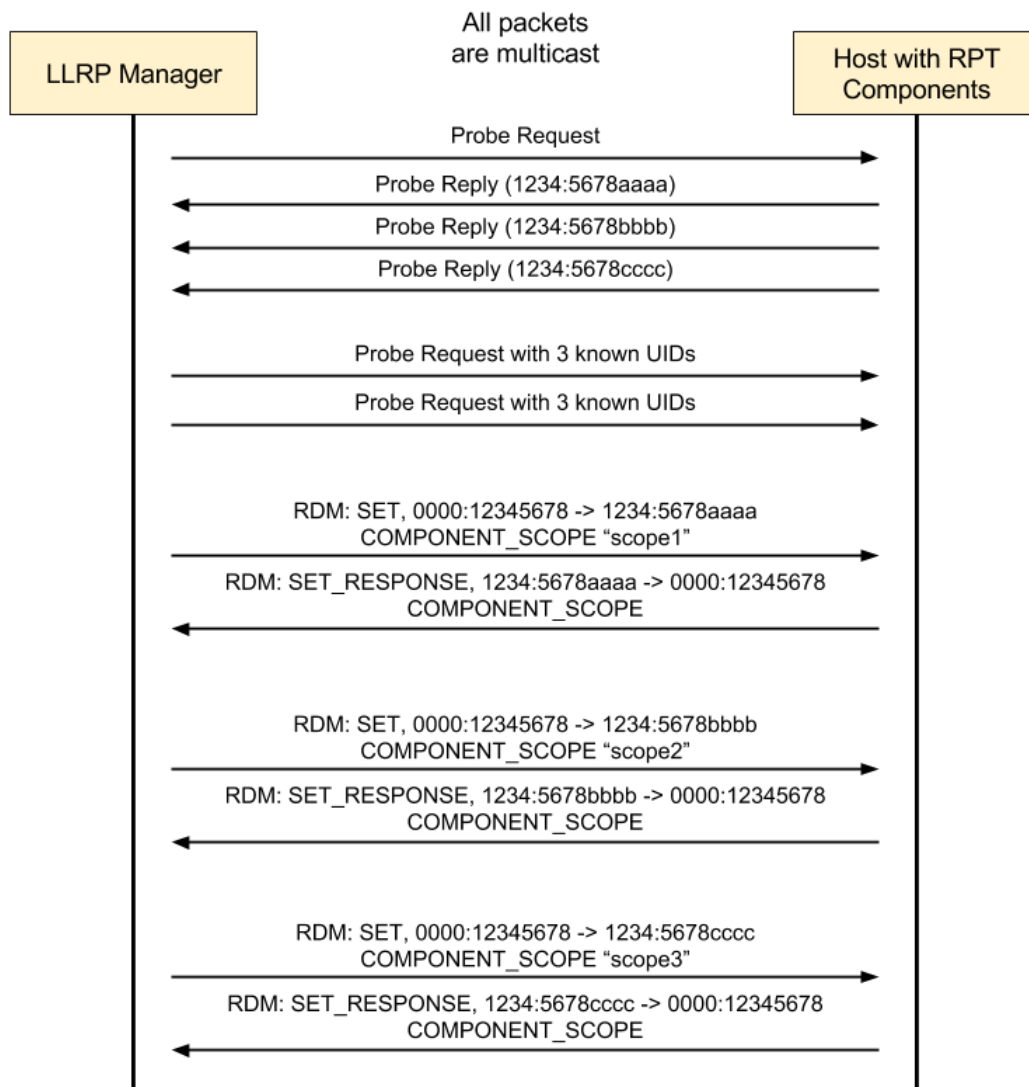 All packets
are multicast
LLRP Manager
Host with RPT
Components
Probe Request
Probe Reply (1234:5678aaaa)
Probe Reply (1234:5678bbbb)
Probe Reply (1234:5678cccc)
Probe Request with 3 known UIDs
Probe Request with 3 known UIDs
RDM: SET, 0000:12345678 -> 1234:5678aaaa
COMPONENT_SCOPE “scope1”
RDM: SET_RESPONSE, 1234:5678aaaa -> 0000:12345678
COMPONENT_SCOPE
RDM: SET, 0000:12345678 -> 1234:5678bbbb
COMPONENT_SCOPE “scope2”
RDM: SET_RESPONSE, 1234:5678bbbb -> 0000:12345678
COMPONENT_SCOPE
RDM: SET, 0000:12345678 -> 1234:5678cccc
COMPONENT_SCOPE “scope3”
RDM: SET_RESPONSE, 1234:5678cccc -> 0000:12345678
COMPONENT_SCOPE